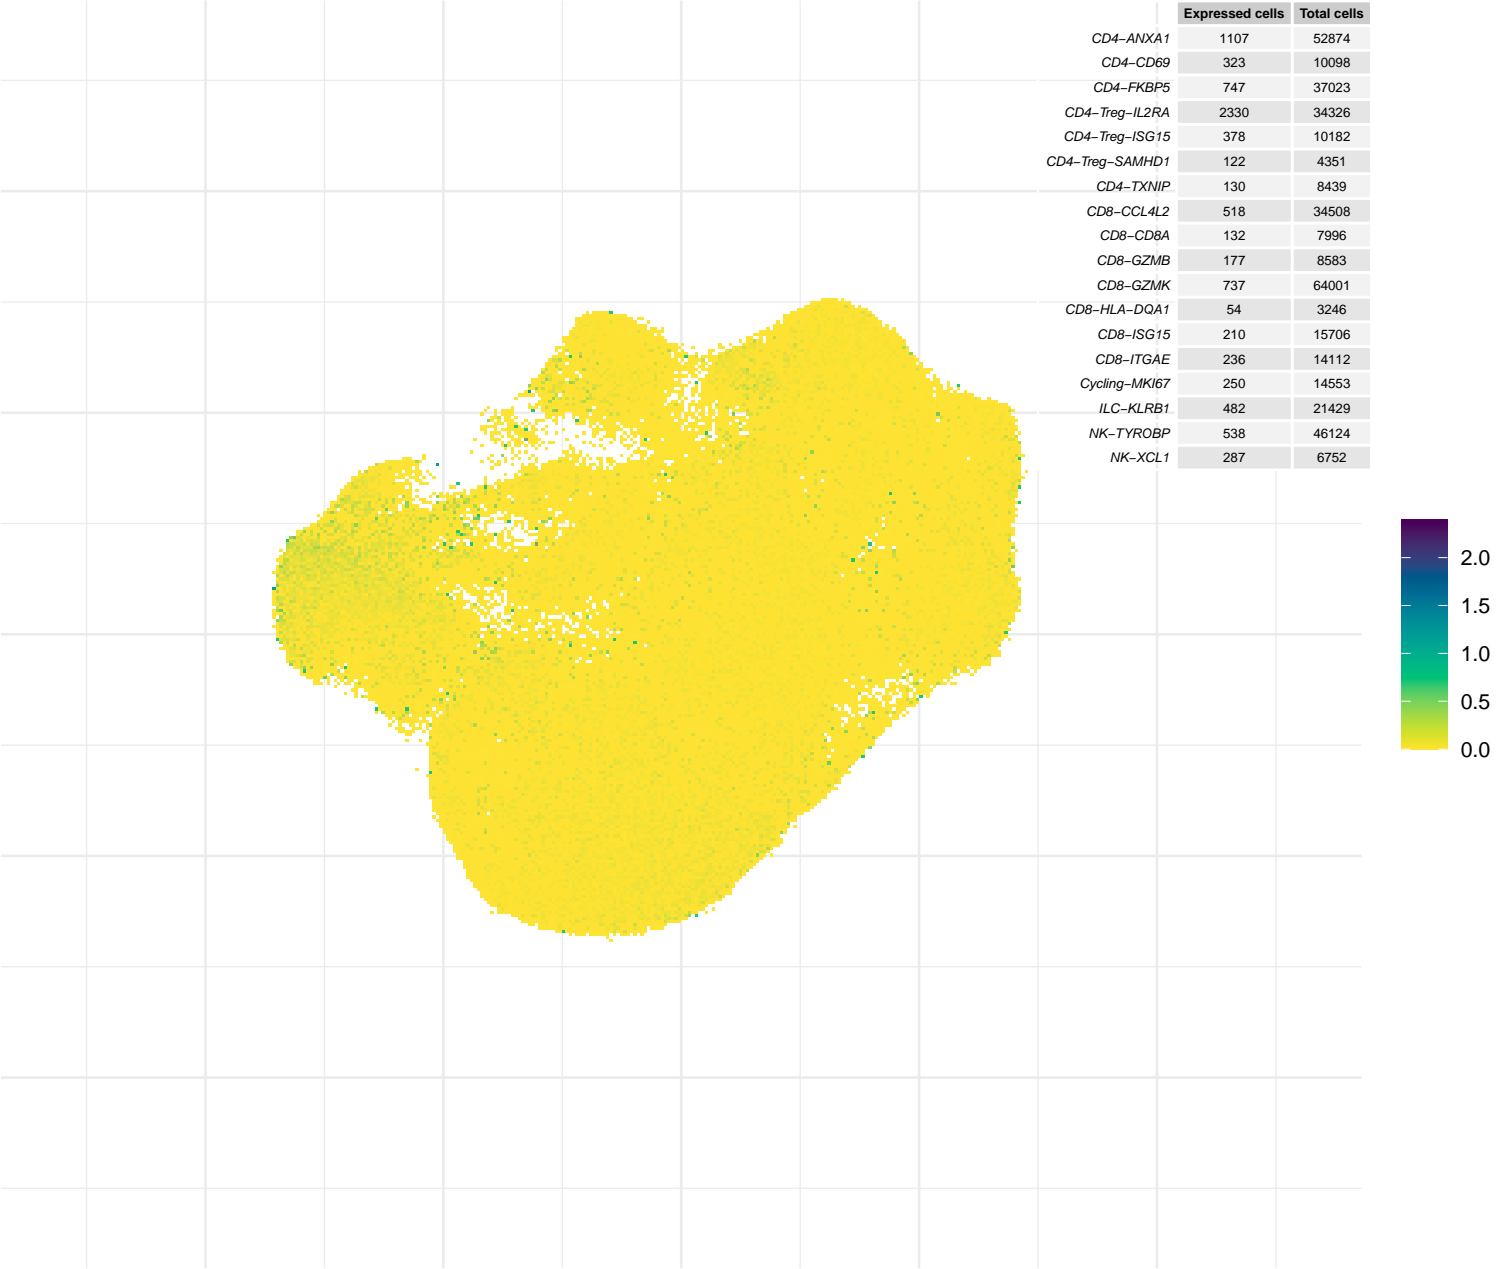 Expressed cells Total cells
CD4−ANXA1 1107 52874
CD4−CD69 323 10098
CD4−FKBP5 747 37023
CD4−Treg−IL2RA 2330 34326
CD4−Treg−ISG15 378 10182
CD4−Treg−SAMHD1 122 4351
CD4−TXNIP 130 8439
CD8−CCL4L2 518 34508
CD8−CD8A 132 7996
CD8−GZMB 177 8583
CD8−GZMK 737 64001
CD8−HLA−DQA1 54 3246
CD8−ISG15 210 15706
CD8−ITGAE 236 14112
Cycling−MKI67 250 14553
ILC−KLRB1 482 21429
NK−TYROBP 538 46124
NK−XCL1 287 6752
2.0
1.5
1.0
0.5
0.0